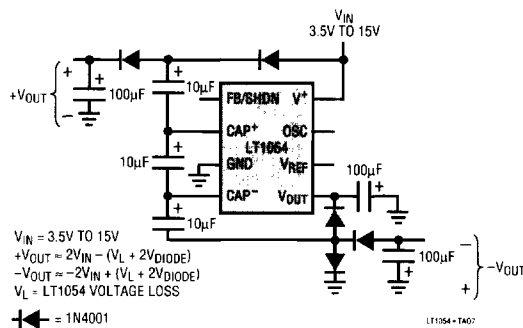 VIN
3.5V TO 15V
+
+VOUT
–
+
100µF
+
10µF
FB/SHDN V+
CAP+ OSC
LT1054
GND VREF
CAP– VOUT
+
10µF
+
10µF
100µF
+
+
100µF
–
–VOUT
+
VIN = 3.5V TO 15V
+VOUT ≈ 2VIN – (VL + 2VDIODE)
–VOUT ≈ –2VIN + (VL + 2VDIODE)
VL = LT1054 VOLTAGE LOSS
= 1N4001
LT1054 • TA07